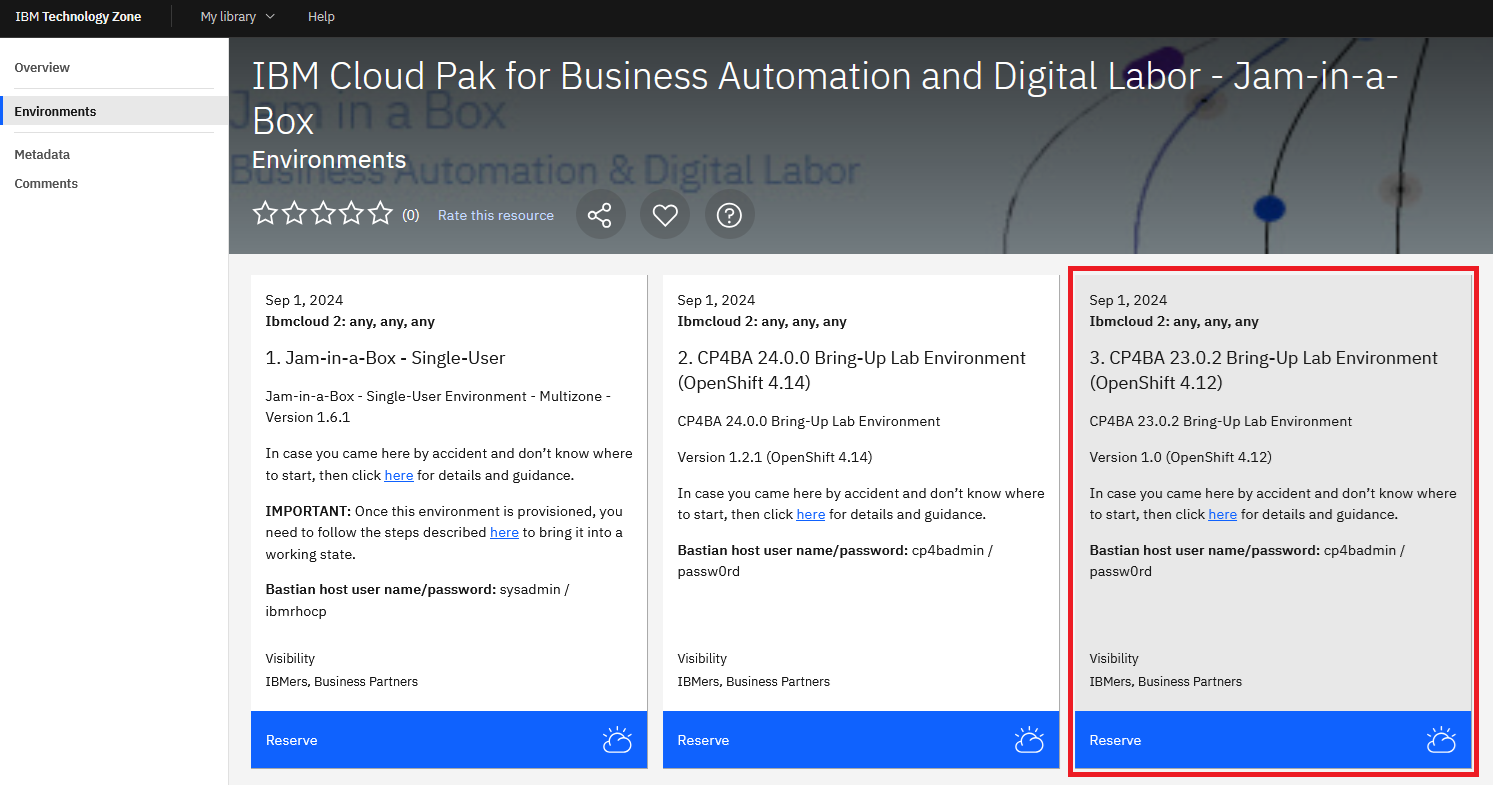 IBM Technology Zone
My library
Help
Overview
Environments
Metadata
Comments
Jam in a Box
Business Automation & Digital Labor
IBM Cloud Pak for Business Automation and Digital Labor - Jam-in-a-
Box
Environments
(0)
Rate this resource
Sep 1, 2024
Ibmcloud 2: any, any, any
1. Jam-in-a-Box - Single-User
Jam-in-a-Box - Single-User Environment - Multizone -
Version 1.6.1
In case you came here by accident and don’t know where
to start, then click here for details and guidance.
IMPORTANT: Once this environment is provisioned, you
need to follow the steps described here to bring it into a
working state.
Bastian host user name/password: sysadmin /
ibmrhocp
Visibility
IBMers, Business Partners
Reserve
Sep 1, 2024
Ibmcloud 2: any, any, any
2. CP4BA 24.0.0 Bring-Up Lab Environment
(OpenShift 4.14)
CP4BA 24.0.0 Bring-Up Lab Environment
Version 1.2.1 (OpenShift 4.14)
In case you came here by accident and don’t know where
to start, then click here for details and guidance.
Bastian host user name/password: cp4badmin /
passw0rd
Visibility
IBMers, Business Partners
Reserve
Sep 1, 2024
Ibmcloud 2: any, any, any
3. CP4BA 23.0.2 Bring-Up Lab Environment
(OpenShift 4.12)
CP4BA 23.0.2 Bring-Up Lab Environment
Version 1.0 (OpenShift 4.12)
In case you came here by accident and don’t know where
to start, then click here for details and guidance.
Bastian host user name/password: cp4badmin /
passw0rd
Visibility
IBMers, Business Partners
Reserve